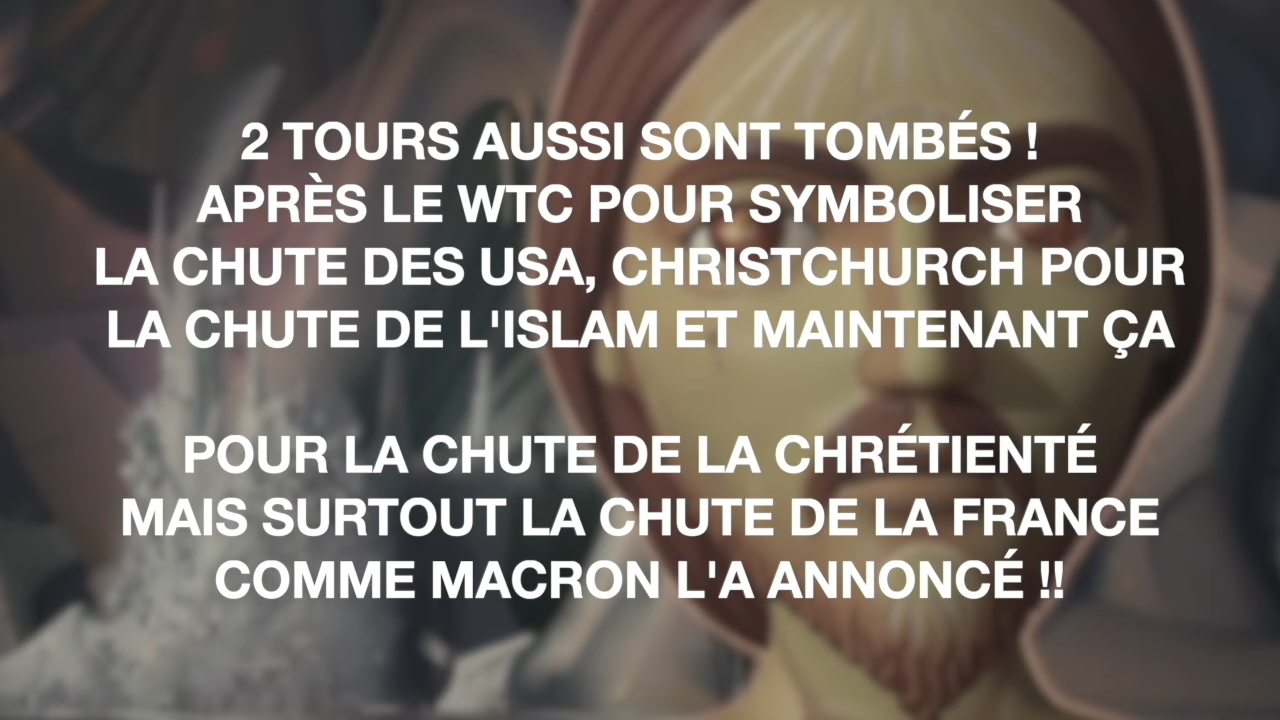 2 TOURS AUSSI SONT TOMBÉS !
APRÈS LE WTC POUR SYMBOLISER
LA CHUTE DES USA, CHRISTCHURCH POUR
LA CHUTE DE L'ISLAM ET MAINTENANT ÇA
POUR LA CHUTE DE LA CHRÉTIENTÉ
MAIS SURTOUT LA CHUTE DE LA FRANCE
COMME MACRON L'A ANNONCÉ !!